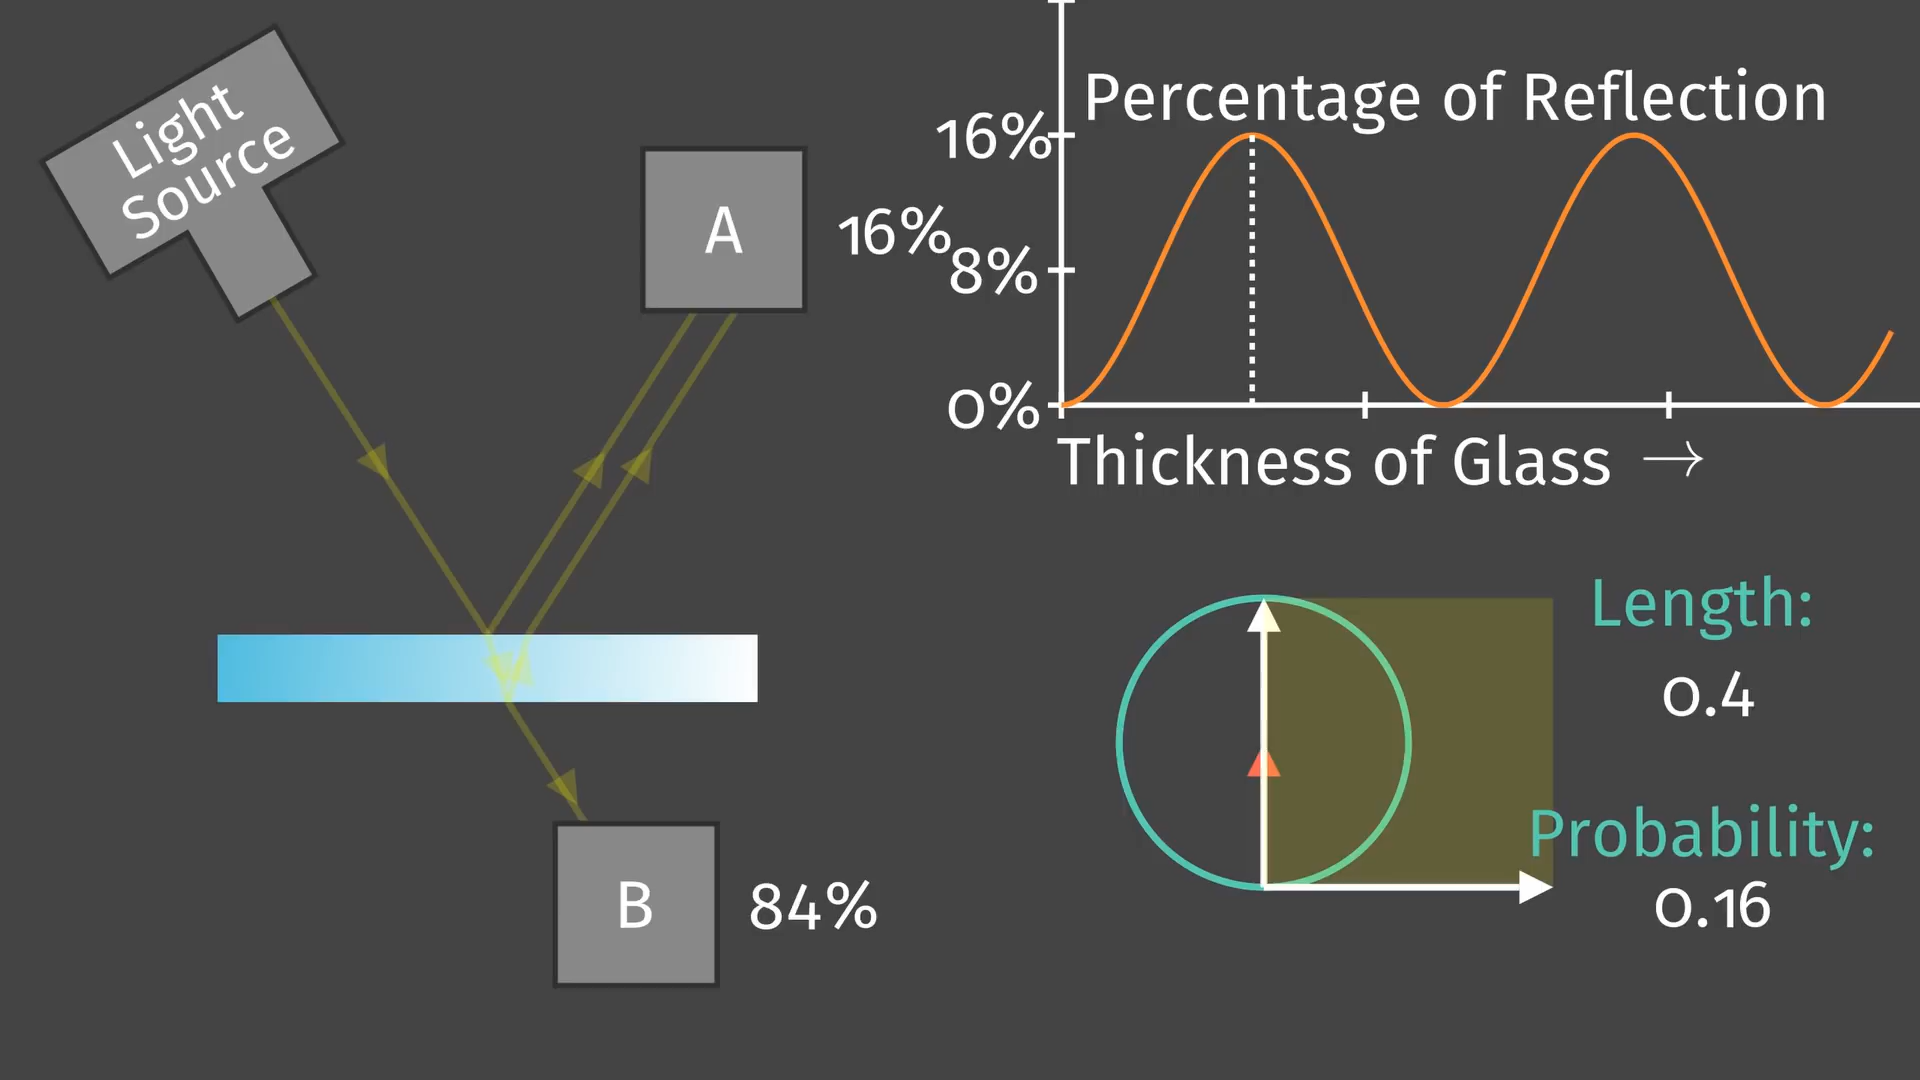 Light
Source
A
16%
B
84%
Percentage of Reflection
16%
8%
0%
Thickness of Glass →
Length:
0.4
Probability:
0.16